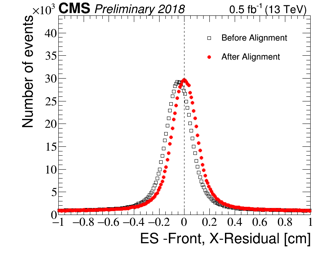 ×10³ CMS Preliminary 2018 0.5 fb⁻¹ (13 TeV)
Number of events
40
35
30
25
20
15
10
5
0
Before Alignment
After Alignment
−1 −0.8 −0.6 −0.4 −0.2 0 0.2 0.4 0.6 0.8 1
ES -Front, X-Residual [cm]